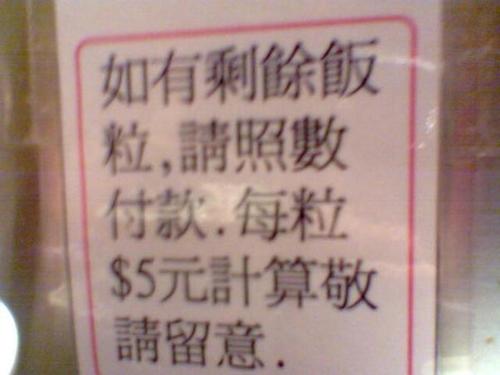 如有剩餘飯
粒,請照數
付款.每粒
$5元計算敬
請留意.